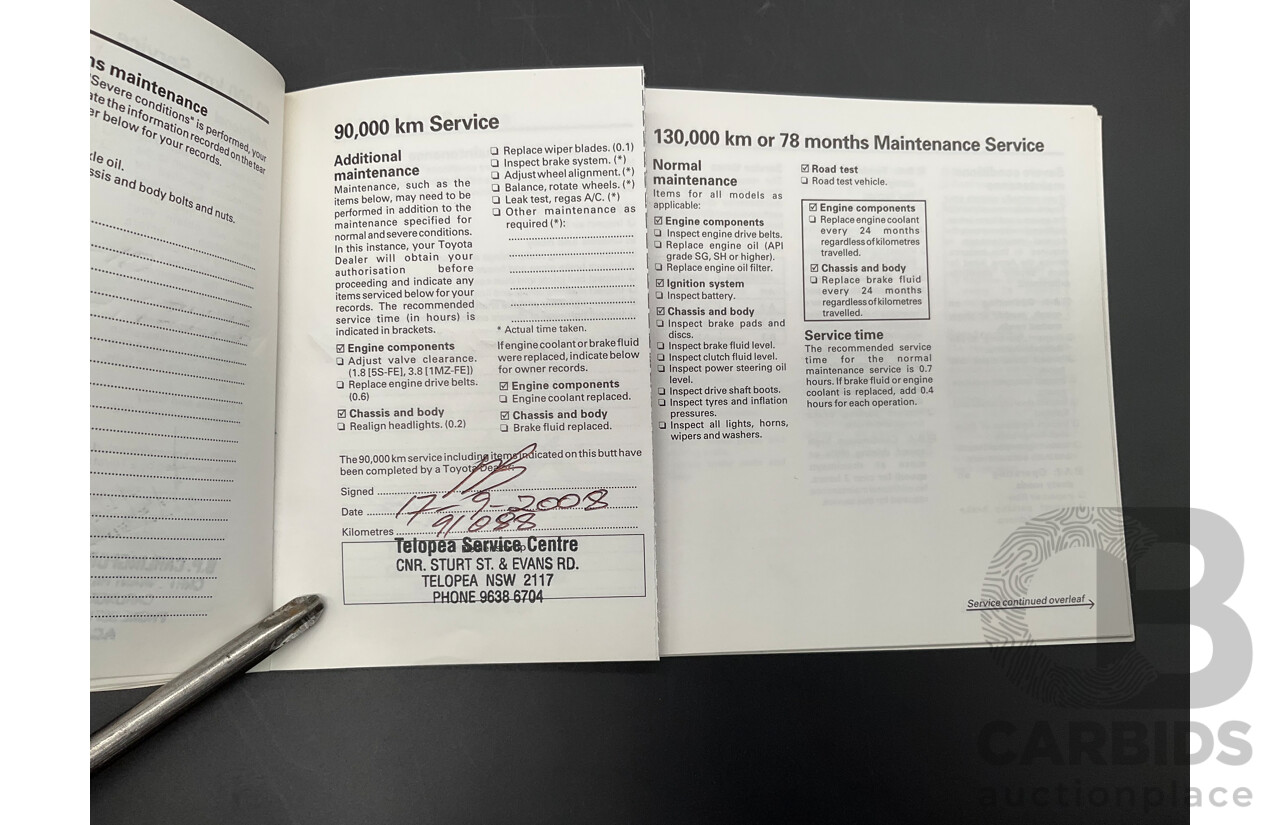 ns maintenance
"Severe conditions" is performed, your
ate the information recorded on the tear
er below for your records.
cle oil.
ssis and body bolts and nuts.
90,000 km Service
Additional
maintenance
Maintenance, such as the
items below, may need to be
performed in addition to the
maintenance specified for
normal and severe conditions.
In this instance, your Toyota
Dealer will obtain your
authorisation before
proceeding and indicate any
items serviced below for your
records. The recommended
service time (in hours) is
indicated in brackets.
☑ Engine components
❏ Adjust valve clearance.
(1.8 [5S-FE], 3.8 [1MZ-FE])
❏ Replace engine drive belts.
(0.6)
☑ Chassis and body
❏ Realign headlights. (0.2)
❏ Replace wiper blades. (0.1)
❏ Inspect brake system. (*)
❏ Adjust wheel alignment. (*)
❏ Balance, rotate wheels. (*)
❏ Leak test, regas A/C. (*)
❏ Other maintenance as
required (*):
* Actual time taken.
If engine coolant or brake fluid
were replaced, indicate below
for owner records.
☑ Engine components
❏ Engine coolant replaced.
☑ Chassis and body
❏ Brake fluid replaced.
The 90,000 km service including items indicated on this butt have
been completed by a Toyota Dealer.
Signed
Date 17-9-2008
Kilometres 91088
Telopea Service Centre
CNR. STURT ST. & EVANS RD.
TELOPEA NSW 2117
PHONE 9638 6704
130,000 km or 78 months Maintenance Service
Normal
maintenance
Items for all models as
applicable:
☑ Engine components
❏ Inspect engine drive belts.
❏ Replace engine oil (API
grade SG, SH or higher).
❏ Replace engine oil filter.
☑ Ignition system
❏ Inspect battery.
☑ Chassis and body
❏ Inspect brake pads and
discs.
❏ Inspect brake fluid level.
❏ Inspect clutch fluid level.
❏ Inspect power steering oil
level.
❏ Inspect drive shaft boots.
❏ Inspect tyres and inflation
pressures.
❏ Inspect all lights, horns,
wipers and washers.
☑ Road test
❏ Road test vehicle.
☑ Engine components
❏ Replace engine coolant
every 24 months
regardless of kilometres
travelled.
☑ Chassis and body
❏ Replace brake fluid
every 24 months
regardless of kilometres
travelled.
Service time
The recommended service
time for the normal
maintenance service is 0.7
hours. If brake fluid or engine
coolant is replaced, add 0.4
hours for each operation.
Service continued overleaf
CB
CARBIDS
auctionplace